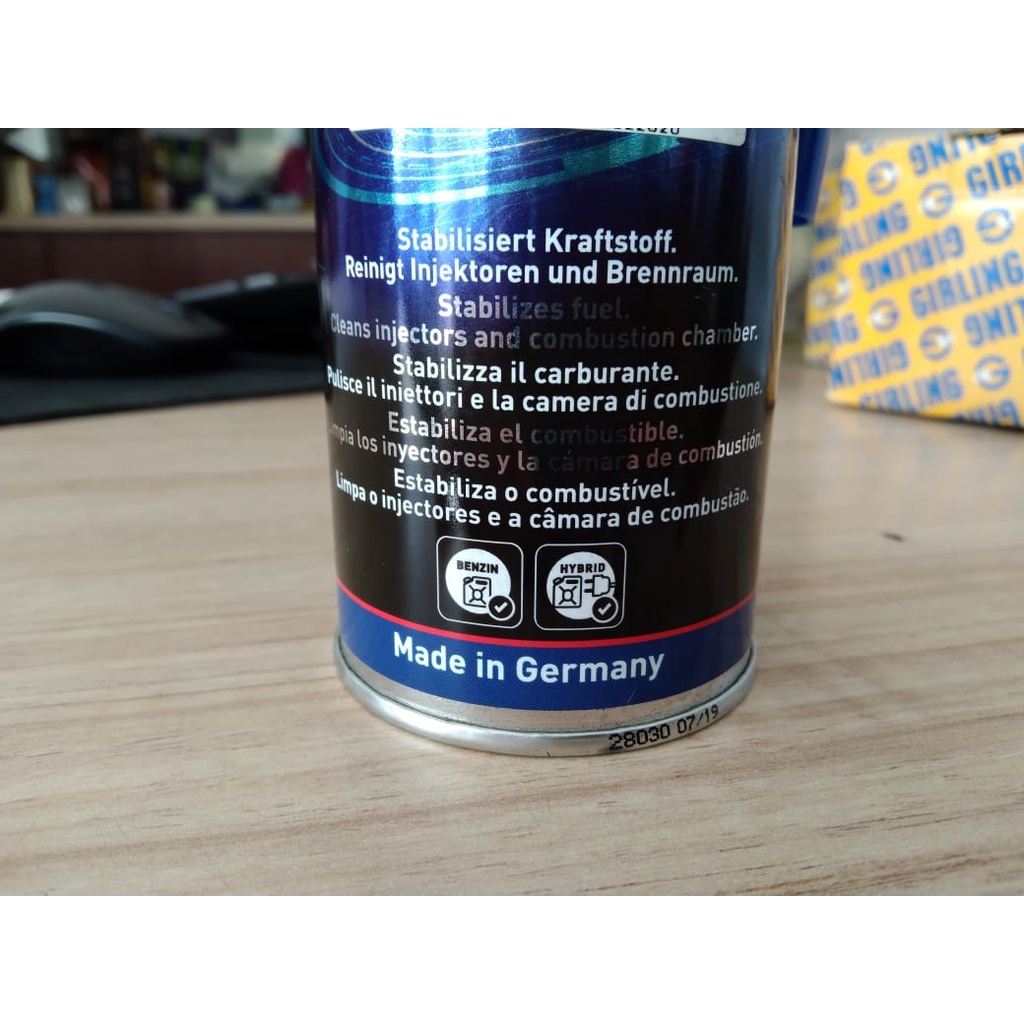 Stabilisiert Kraftstoff.
Reinigt Injektoren und Brennraum.
Stabilizes fuel.
Cleans injectors and combustion chamber.
Stabilizza il carburante.
Pulisce il iniettori e la camera di combustione.
Estabiliza el combustible.
Limpia los inyectores y la cámara de combustión.
Estabiliza o combustível.
Limpa o injectores e a câmara de combustão.
BENZIN HYBRID
Made in Germany
28030 07/19
GIRLING
GIRLING
GIRLING
GIRLING